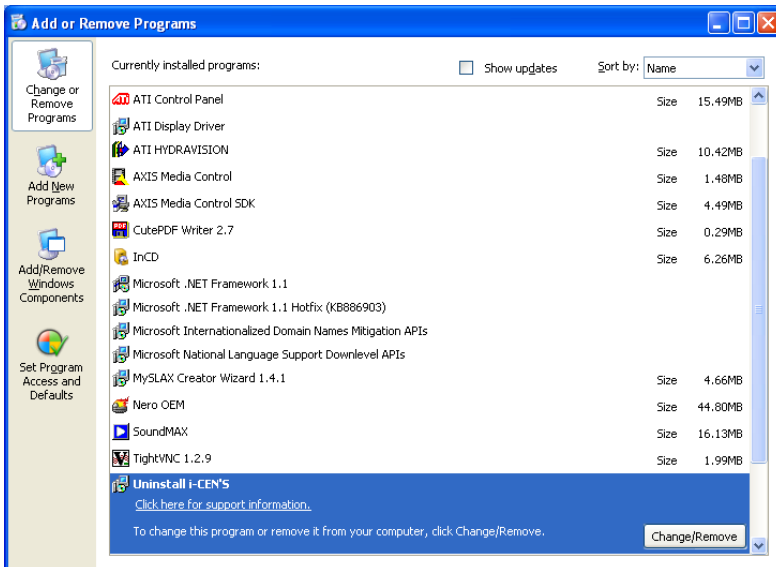 Add or Remove Programs
Change or
Remove
Programs
Add New
Programs
Add/Remove
Windows
Components
Set Program
Access and
Defaults
Currently installed programs:
Show updates
Sort by: Name
ATI Control Panel Size 15.49MB
ATI Display Driver
ATI HYDRAVISION Size 10.42MB
AXIS Media Control Size 1.48MB
AXIS Media Control SDK Size 4.49MB
CutePDF Writer 2.7 Size 0.29MB
InCD Size 6.26MB
Microsoft .NET Framework 1.1
Microsoft .NET Framework 1.1 Hotfix (KB886903)
Microsoft Internationalized Domain Names Mitigation APIs
Microsoft National Language Support Downlevel APIs
MySLAX Creator Wizard 1.4.1 Size 4.66MB
Nero OEM Size 44.80MB
SoundMAX Size 16.13MB
TightVNC 1.2.9 Size 1.99MB
Uninstall i-CEN'S
Click here for support information.
To change this program or remove it from your computer, click Change/Remove. Change/Remove